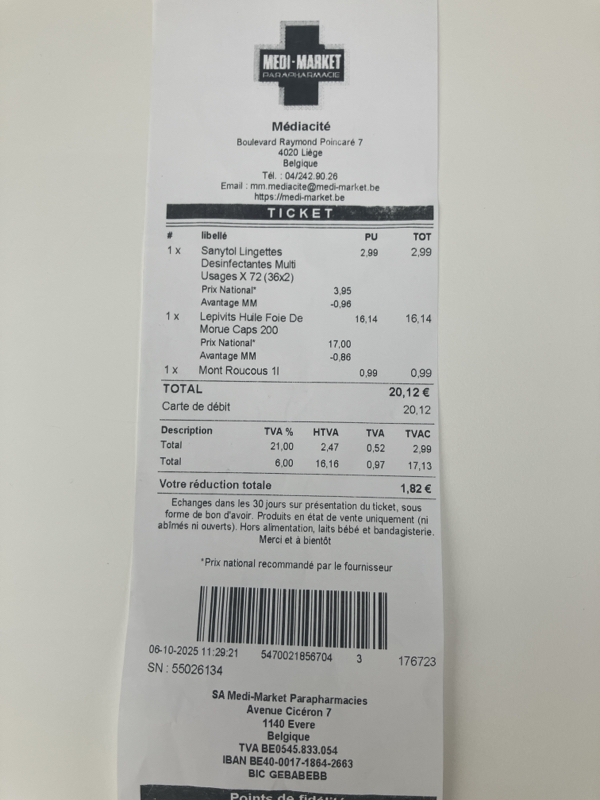 MEDI-MARKET
PARAPHARMACIE
Médiacité
Boulevard Raymond Poincaré 7
4020 Liège
Belgique
Tél. : 04/242.90.26
Email : mm.mediacite@medi-market.be
https://medi-market.be
TICKET
# libellé PU TOT
1 x Sanytol Lingettes 2,99 2,99
Desinfectantes Multi
Usages X 72 (36x2)
Prix National* 3,95
Avantage MM -0,96
1 x Lepivits Huile Foie De 16,14 16,14
Morue Caps 200
Prix National* 17,00
Avantage MM -0,86
1 x Mont Roucous 1l 0,99 0,99
TOTAL 20,12 €
Carte de débit 20,12
Description TVA % HTVA TVA TVAC
Total 21,00 2,47 0,52 2,99
Total 6,00 16,16 0,97 17,13
Votre réduction totale 1,82 €
Echanges dans les 30 jours sur présentation du ticket, sous
forme de bon d'avoir. Produits en état de vente uniquement (ni
abîmés ni ouverts). Hors alimentation, laits bébé et bandagisterie.
Merci et à bientôt
*Prix national recommandé par le fournisseur
06-10-2025 11:29:21 5470021856704 3 176723
SN : 55026134
SA Medi-Market Parapharmacies
Avenue Cicéron 7
1140 Evere
Belgique
TVA BE0545.833.054
IBAN BE40-0017-1864-2663
BIC GEBABEBB
Points de